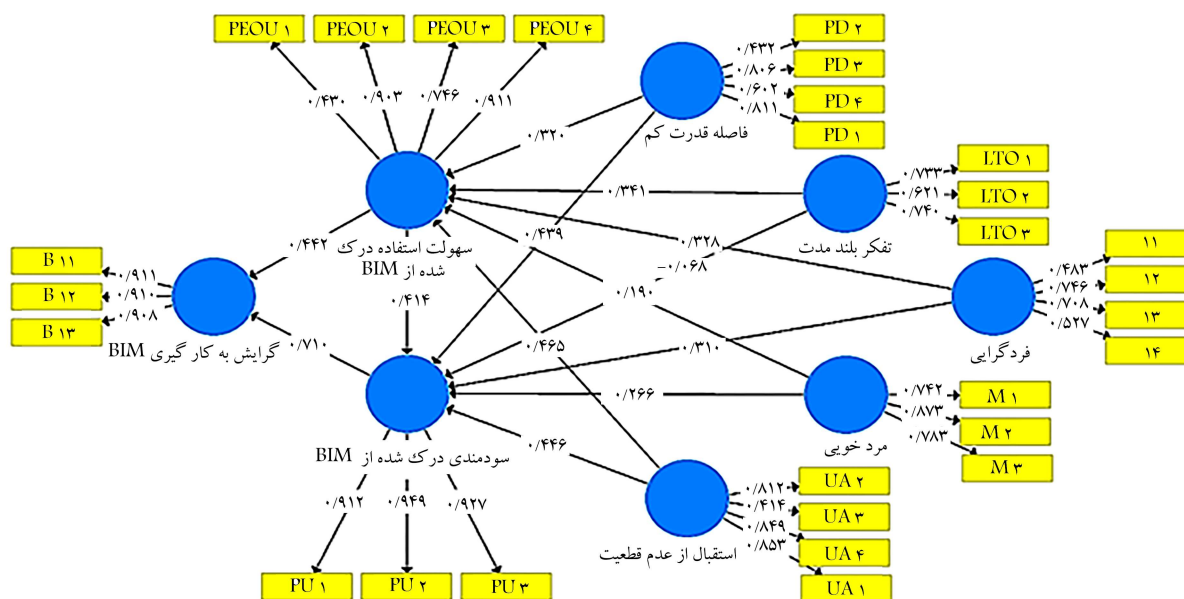 PEOU ۱
PEOU ۲
PEOU ۳
PEOU ۴
PD ۲
PD ۳
PD ۴
PD ۱
۰/۴۳۲
۰/۸۰۶
۰/۶۰۲
۰/۸۱۱
۰/۴۳۰
۰/۹۰۳
۰/۷۴۶
۰/۹۱۱
فاصله قدرت کم
۰/۳۲۰
LTO ۱
LTO ۲
LTO ۳
۰/۷۳۳
۰/۶۲۱
۰/۷۴۰
۰/۳۴۱
تفکر بلند مدت
۰/۴۳۹
۰/۳۲۸
-۰/۰۶۸
سهولت استفاده درک
شده از BIM
۰/۴۴۲
۱۱
۱۲
۱۳
۱۴
۰/۴۸۳
۰/۷۴۶
۰/۷۰۸
۰/۵۲۷
فردگرایی
B ۱۱
B ۱۲
B ۱۳
۰/۹۱۱
۰/۹۱۰
۰/۹۰۸
گرایش به کار گیری BIM
۰/۴۱۴
۰/۱۹۰
۰/۷۱۰
۰/۴۶۵
۰/۳۱۰
۰/۲۶۶
M ۱
M ۲
M ۳
۰/۷۴۲
۰/۸۷۳
۰/۷۸۳
مرد خویی
۰/۴۴۶
سودمندی درک شده از BIM
UA ۲
UA ۳
UA ۴
UA ۱
۰/۸۱۲
۰/۴۱۴
۰/۸۴۹
۰/۸۵۳
استقبال از عدم قطعیت
۰/۹۱۲
۰/۹۴۹
۰/۹۲۷
PU ۱
PU ۲
PU ۳